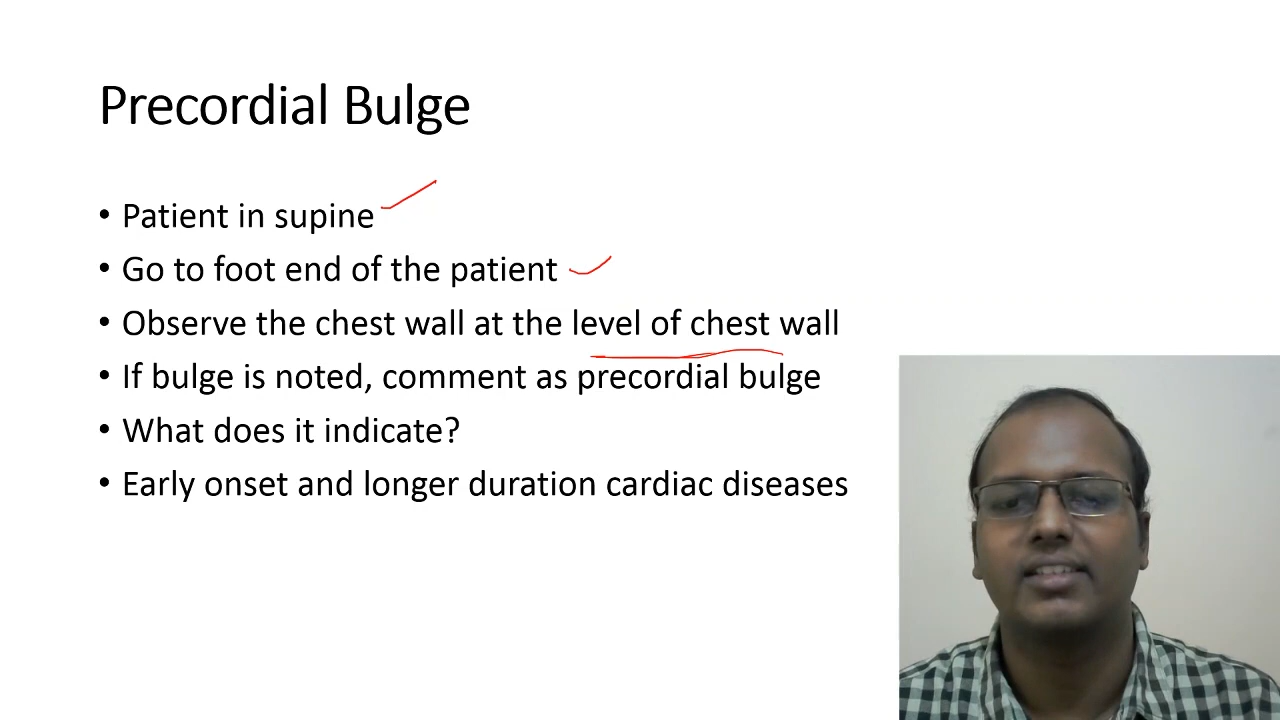 Precordial Bulge
• Patient in supine
• Go to foot end of the patient
• Observe the chest wall at the level of chest wall
• If bulge is noted, comment as precordial bulge
• What does it indicate?
• Early onset and longer duration cardiac diseases